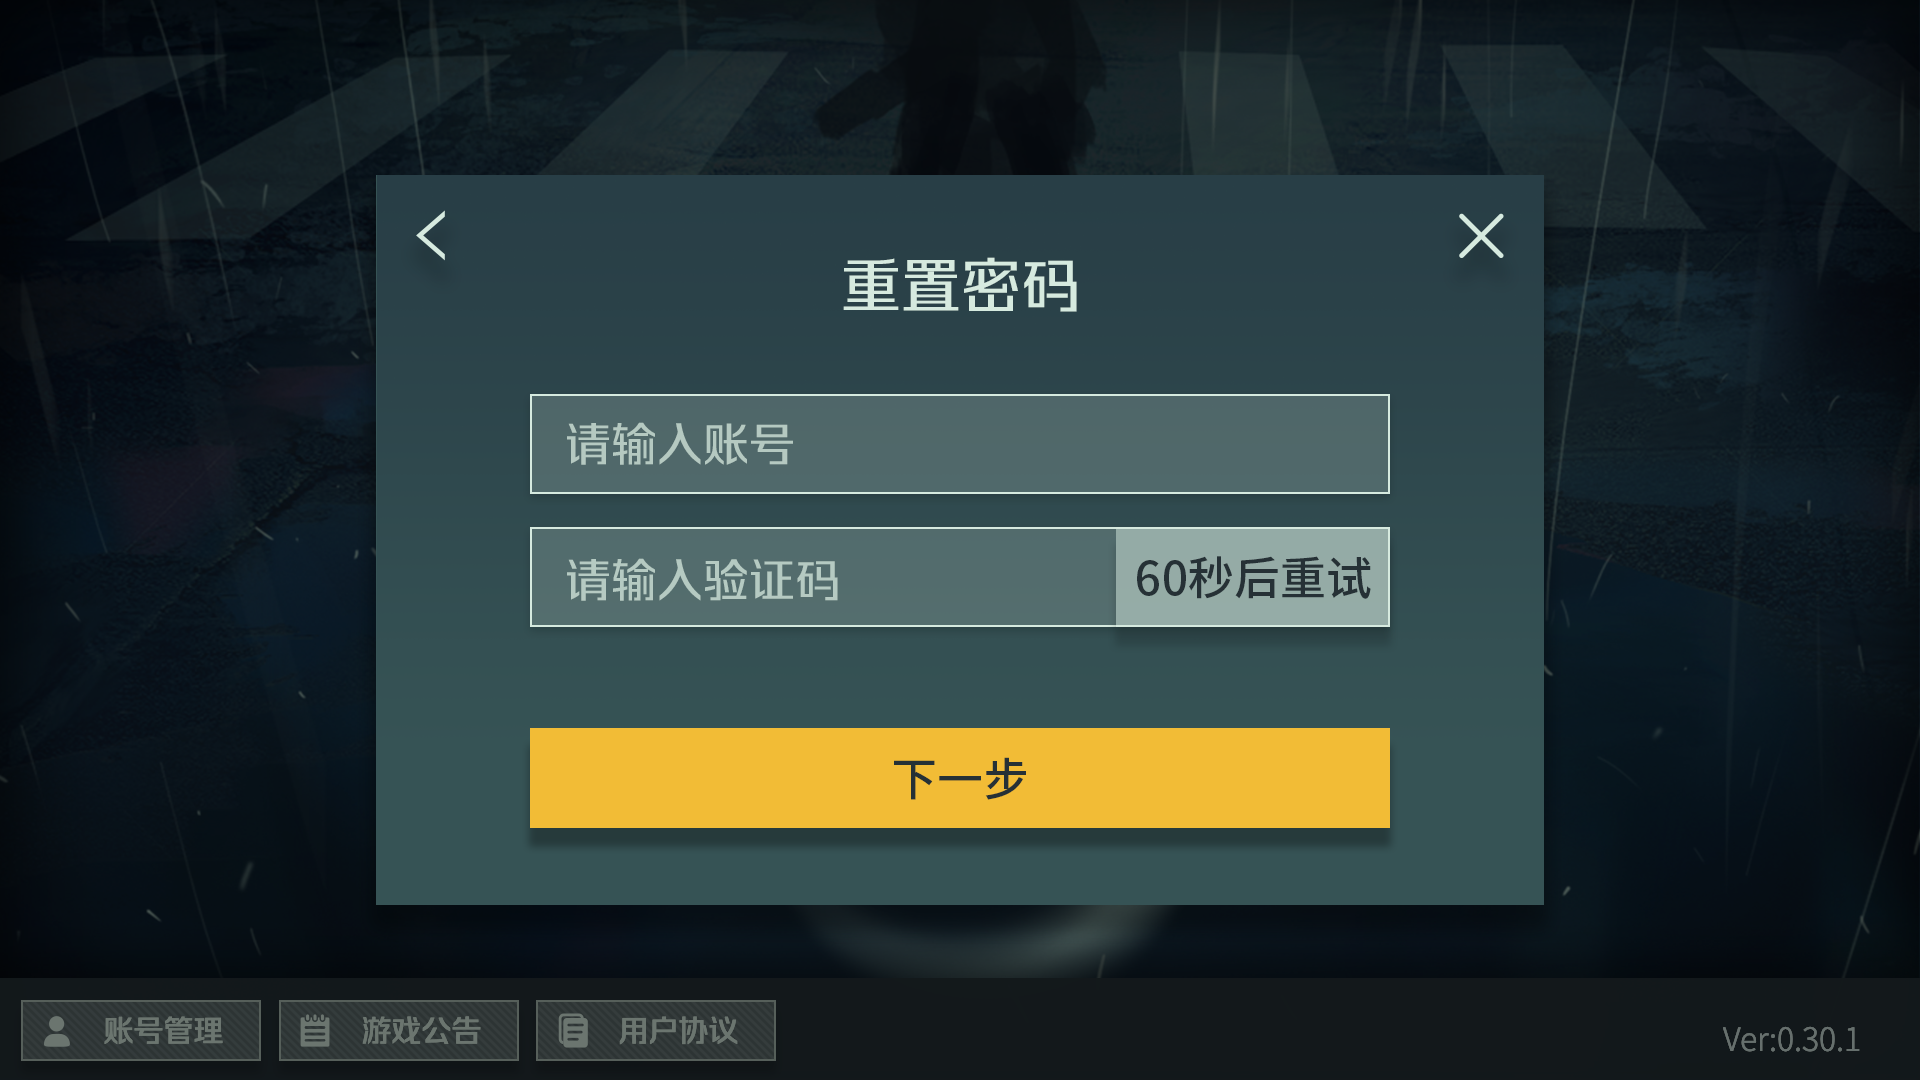 重置密码
请输入账号
请输入验证码
60秒后重试
下一步
账号管理
游戏公告
用户协议
Ver:0.30.1